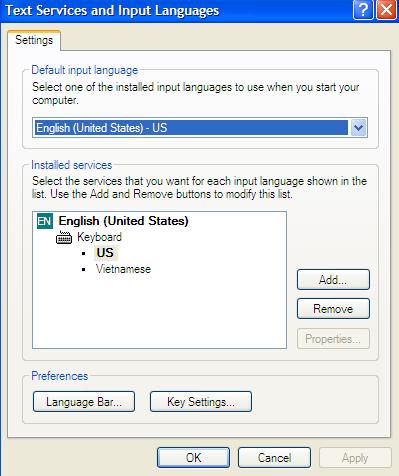 Text Services and Input Languages
Settings
Default input language
Select one of the installed input languages to use when you start your
computer.
English (United States) - US
Installed services
Select the services that you want for each input language shown in the
list. Use the Add and Remove buttons to modify this list.
EN English (United States)
Keyboard
US
Vietnamese
Add...
Remove
Properties...
Preferences
Language Bar... Key Settings...
OK Cancel Apply